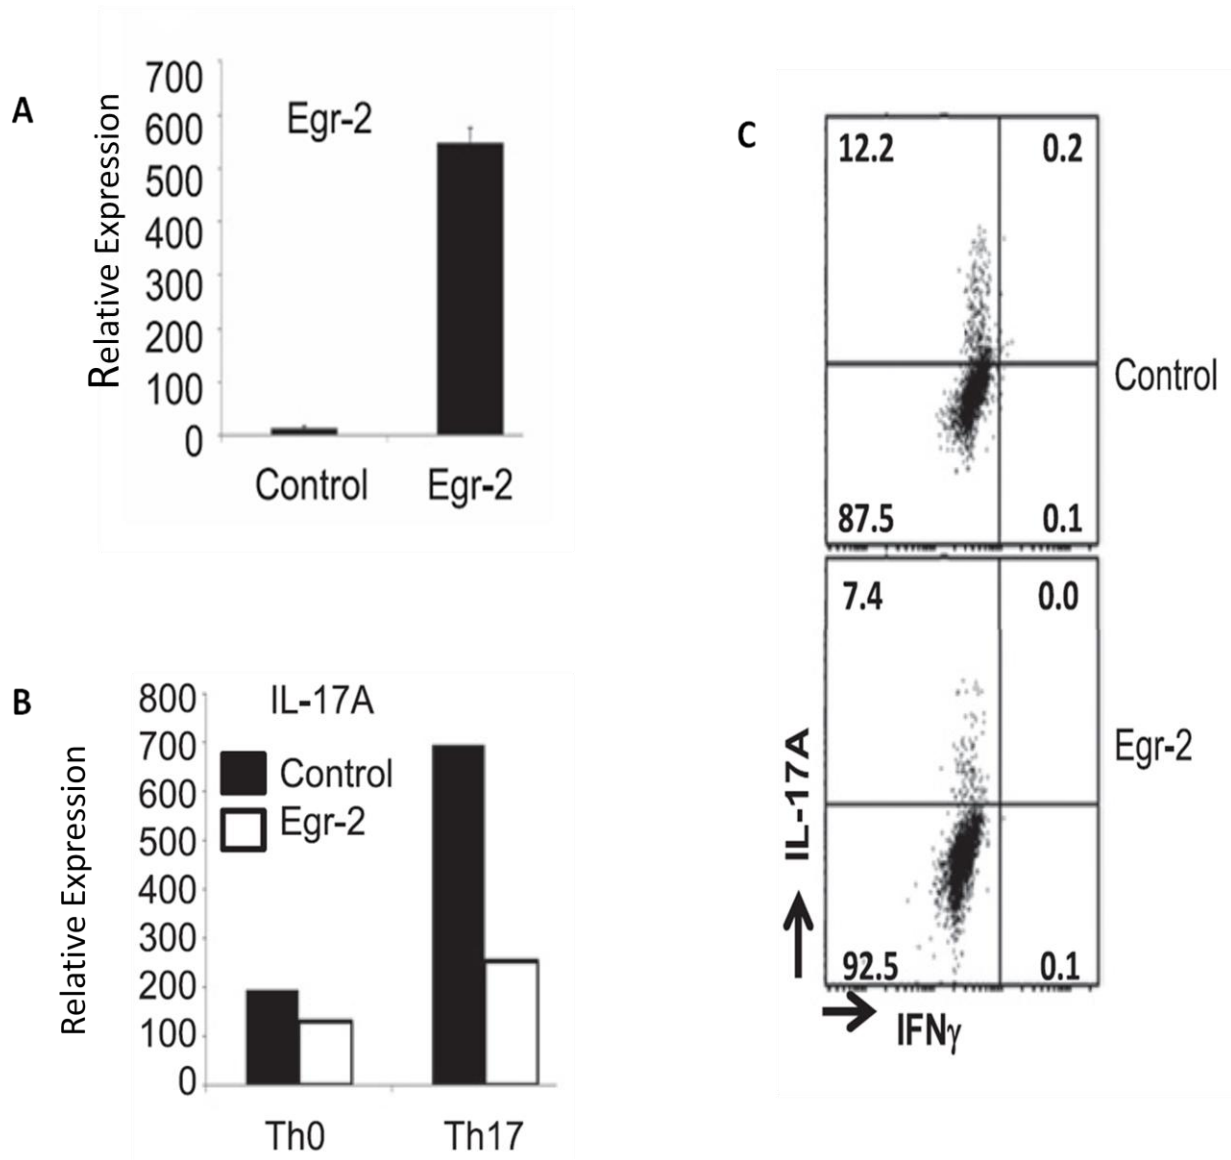 A
Relative Expression
700
600
500
400
300
200
100
0
Egr-2
Control
Egr-2
B
Relative Expression
800
700
600
500
400
300
200
100
0
IL-17A
Control
Egr-2
Th0
Th17
C
12.2
0.2
87.5
0.1
Control
7.4
0.0
92.5
0.1
Egr-2
IL-17A
IFNγ